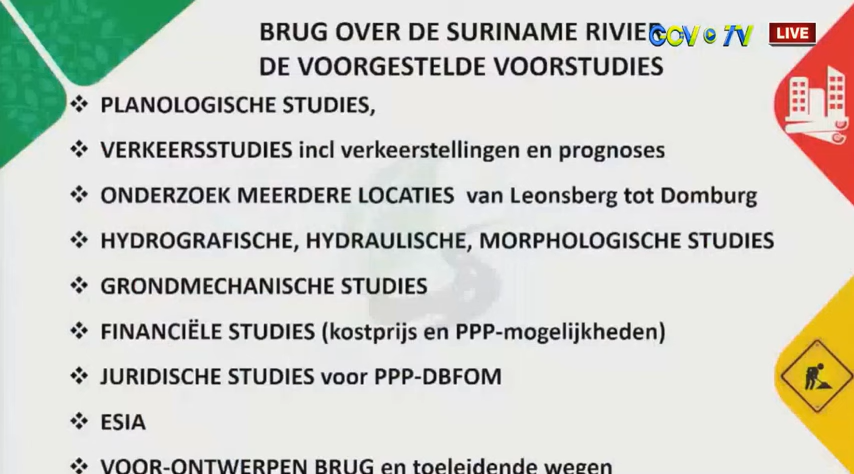 BRUG OVER DE SURINAME RIVIER
CCV TV
LIVE
DE VOORGESTELDE VOORSTUDIES
❖ PLANOLOGISCHE STUDIES,
❖ VERKEERSSTUDIES incl verkeerstellingen en prognoses
❖ ONDERZOEK MEERDERE LOCATIES van Leonsberg tot Domburg
❖ HYDROGRAFISCHE, HYDRAULISCHE, MORPHOLOGISCHE STUDIES
❖ GRONDMECHANISCHE STUDIES
❖ FINANCIËLE STUDIES (kostprijs en PPP-mogelijkheden)
❖ JURIDISCHE STUDIES voor PPP-DBFOM
❖ ESIA
❖ VOOR-ONTWERPEN BRUG en toeleidende wegen